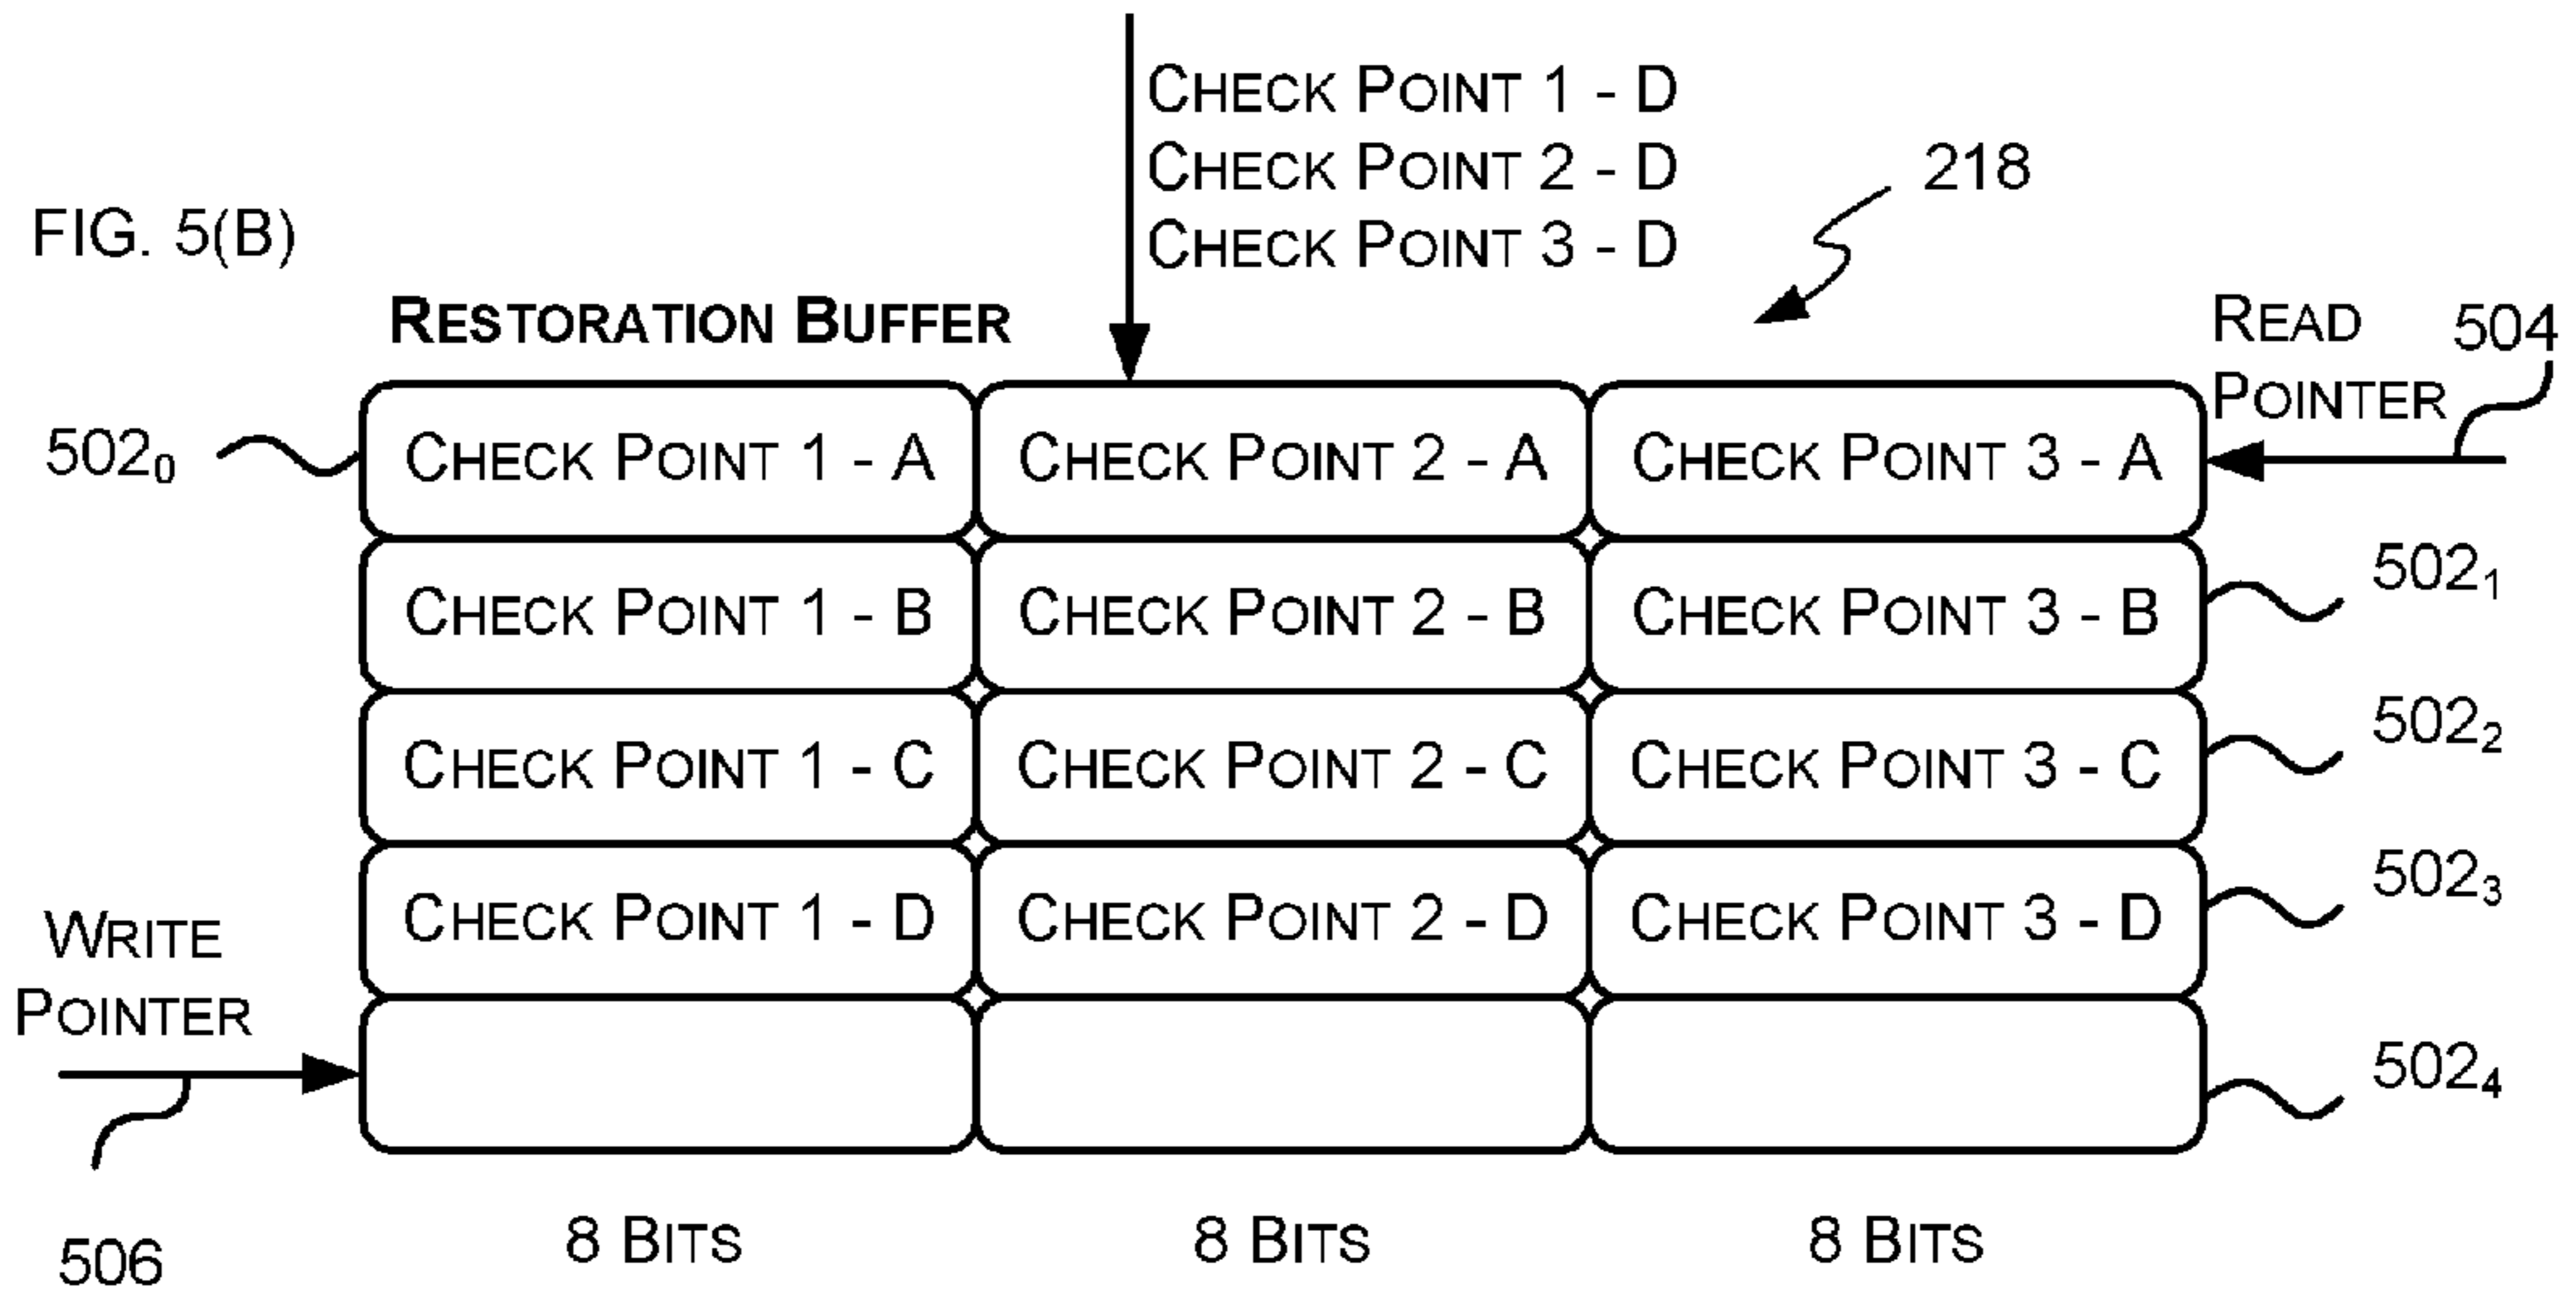 CHECK POINT 1 - D
CHECK POINT 2 - D
218
FIG. 5(B)
CHECK POINT 3 - D
RESTORATION BUFFER
READ
POINTER
504
502₀
CHECK POINT 1 - A
CHECK POINT 2 - A
CHECK POINT 3 - A
CHECK POINT 1 - B
CHECK POINT 2 - B
CHECK POINT 3 - B
502₁
CHECK POINT 1 - C
CHECK POINT 2 - C
CHECK POINT 3 - C
502₂
CHECK POINT 1 - D
CHECK POINT 2 - D
CHECK POINT 3 - D
502₃
WRITE
POINTER
502₄
506
8 BITS
8 BITS
8 BITS